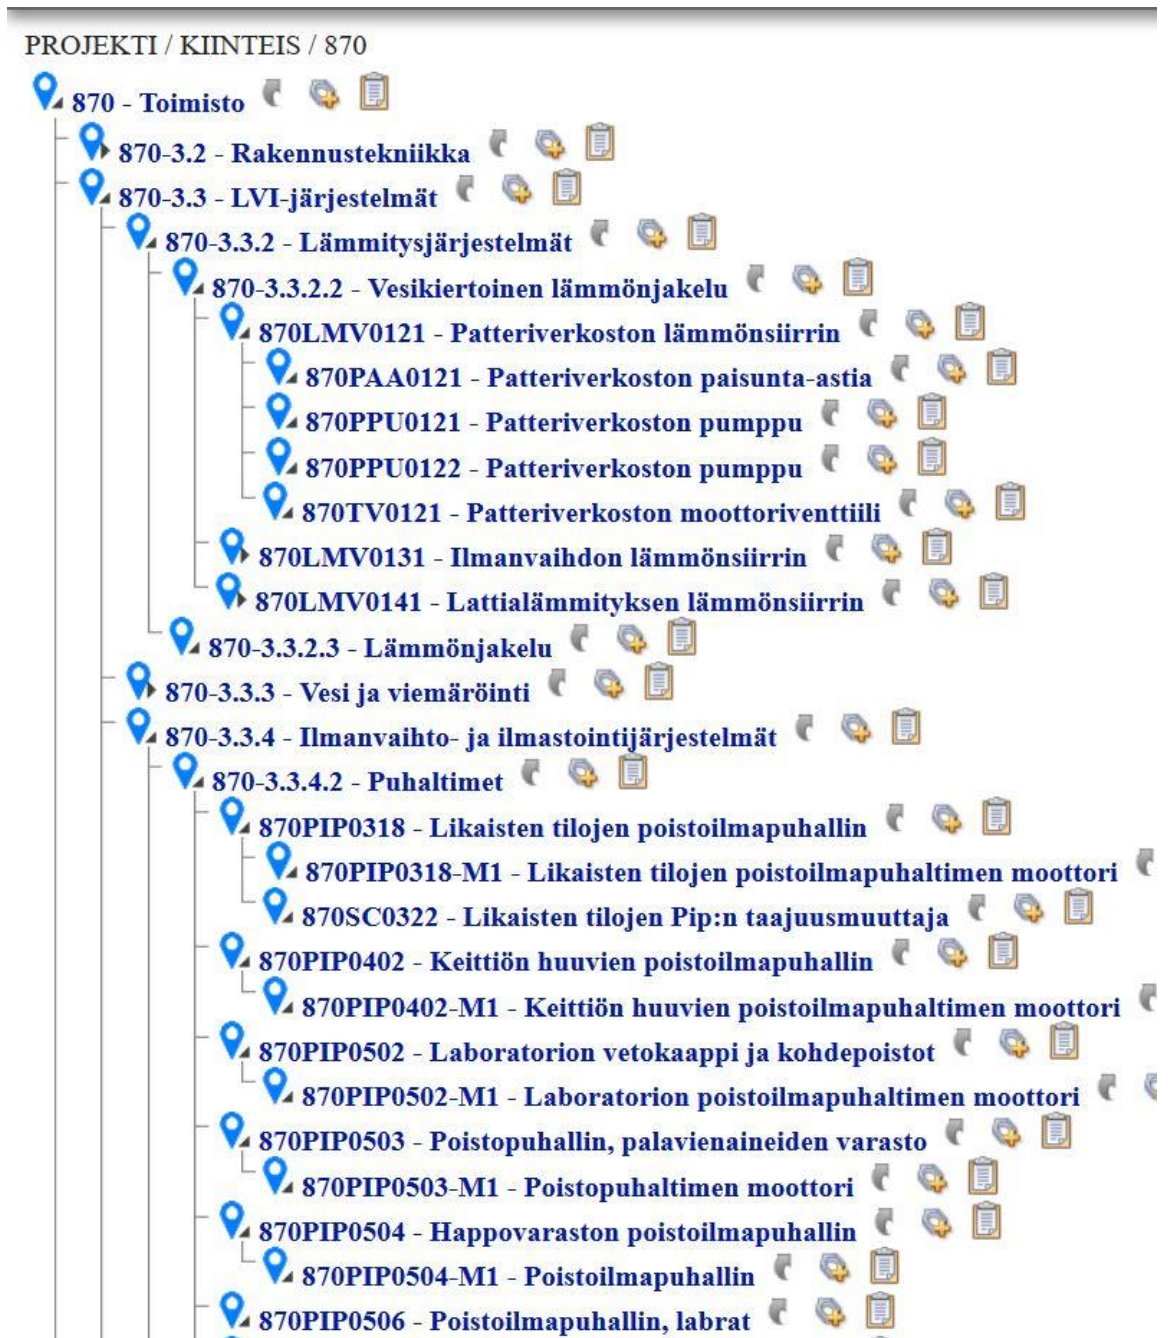 PROJEKTI / KIINTEIS / 870
870 - Toimisto
870-3.2 - Rakennustekniikka
870-3.3 - LVI-järjestelmät
870-3.3.2 - Lämmitysjärjestelmät
870-3.3.2.2 - Vesikiertoinen lämmönjakelu
870LMV0121 - Patteriverkoston lämmönsiirrin
870PAA0121 - Patteriverkoston paisunta-astia
870PPU0121 - Patteriverkoston pumppu
870PPU0122 - Patteriverkoston pumppu
870TV0121 - Patteriverkoston moottoriventtiili
870LMV0131 - Ilmanvaihdon lämmönsiirrin
870LMV0141 - Lattialämmityksen lämmönsiirrin
870-3.3.2.3 - Lämmönjakelu
870-3.3.3 - Vesi ja viemäröinti
870-3.3.4 - Ilmanvaihto- ja ilmastointijärjestelmät
870-3.3.4.2 - Puhaltimet
870PIP0318 - Likaisten tilojen poistoilmapuhallin
870PIP0318-M1 - Likaisten tilojen poistoilmapuhaltimen moottori
870SC0322 - Likaisten tilojen Pip:n taajuusmuuttaja
870PIP0402 - Keittiön huuvien poistoilmapuhallin
870PIP0402-M1 - Keittiön huuvien poistoilmapuhaltimen moottori
870PIP0502 - Laboratorion vetokaappi ja kohdepoistot
870PIP0502-M1 - Laboratorion poistoilmapuhaltimen moottori
870PIP0503 - Poistopuhallin, palavienaineiden varasto
870PIP0503-M1 - Poistopuhaltimen moottori
870PIP0504 - Happovaraston poistoilmapuhallin
870PIP0504-M1 - Poistoilmapuhallin
870PIP0506 - Poistoilmapuhallin, labrat